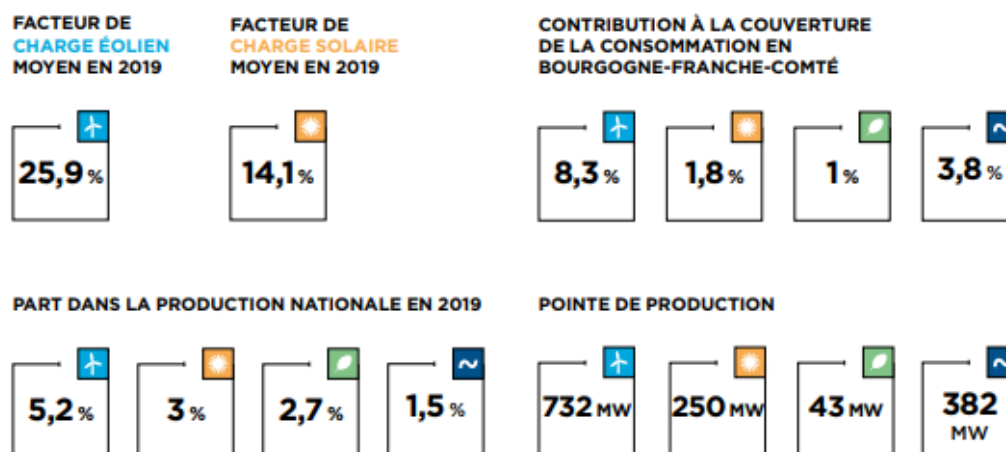 FACTEUR DE
CHARGE ÉOLIEN
MOYEN EN 2019
FACTEUR DE
CHARGE SOLAIRE
MOYEN EN 2019
CONTRIBUTION À LA COUVERTURE
DE LA CONSOMMATION EN
BOURGOGNE-FRANCHE-COMTÉ
25,9 %
14,1 %
8,3 %
1,8 %
1 %
3,8 %
PART DANS LA PRODUCTION NATIONALE EN 2019
POINTE DE PRODUCTION
5,2 %
3 %
2,7 %
1,5 %
732 MW
250 MW
43 MW
382
MW